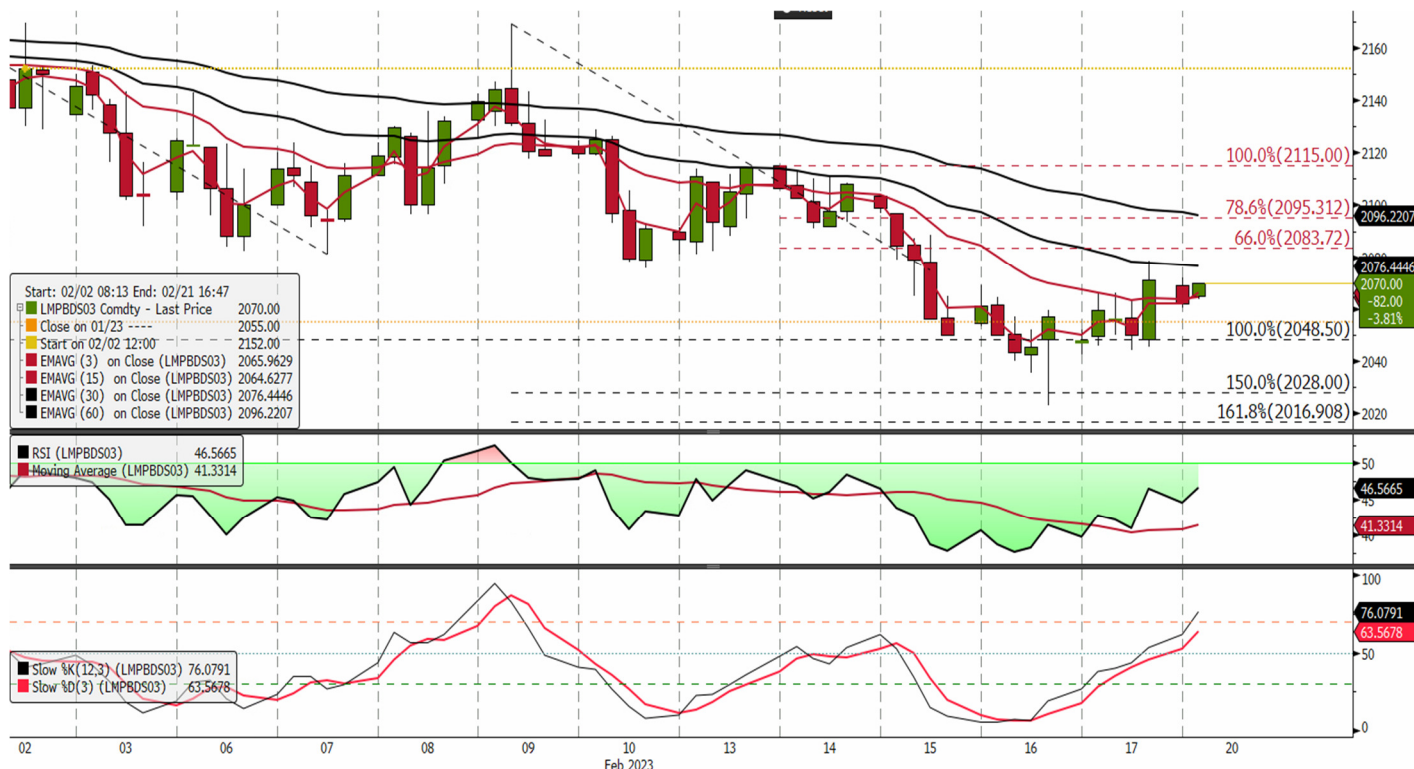 2160
2140
2120
2100
2080
2040
2020
100.0%(2115.00)
78.6%(2095.312)
66.0%(2083.72)
100.0%(2048.50)
150.0%(2028.00)
161.8%(2016.908)
2096.2207
2076.4446
2070.00
-82.00
-3.81%
Start: 02/02 08:13 End: 02/21 16:47
LMPBDS03 Comdty - Last Price 2070.00
Close on 01/23 ---- 2055.00
Start on 02/02 12:00 2152.00
EMAVG (3) on Close (LMPBDS03) 2065.9629
EMAVG (15) on Close (LMPBDS03) 2064.6277
EMAVG (30) on Close (LMPBDS03) 2076.4446
EMAVG (60) on Close (LMPBDS03) 2096.2207
RSI (LMPBDS03) 46.5665
Moving Average (LMPBDS03) 41.3314
50
46.5665
45
41.3314
40
Slow %K(12,3) (LMPBDS03) 76.0791
Slow %D(3) (LMPBDS03) 63.5678
100
76.0791
63.5678
50
0
02 03 06 07 08 09 10 13 14 15 16 17 20
Feb 2023